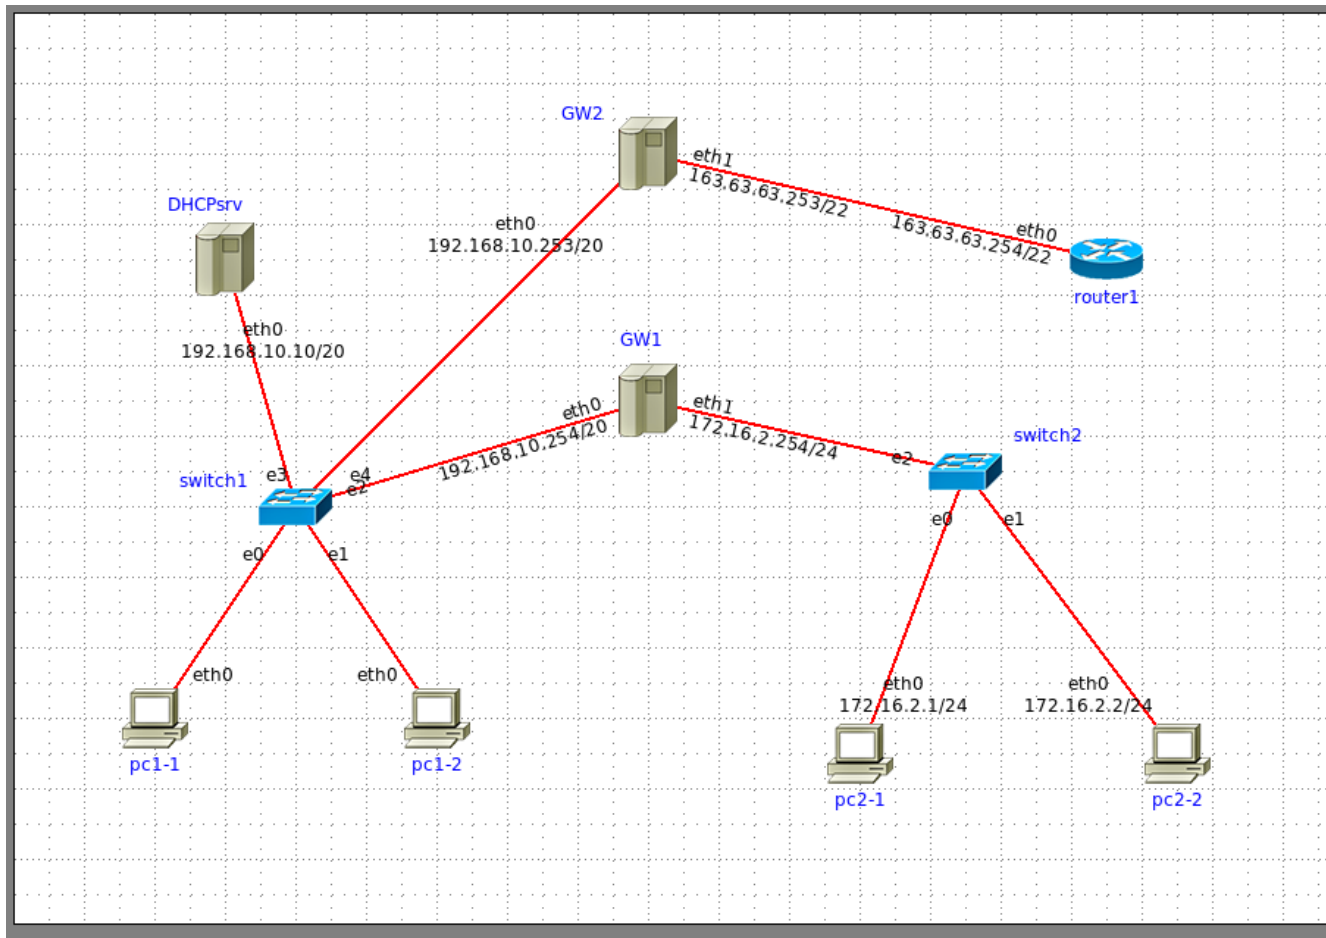 GW2
eth1
163.63.63.253/22
DHCPsrv
eth0
192.168.10.253/20
eth0
163.63.63.254/22
router1
eth0
192.168.10.10/20
GW1
eth0
192.168.10.254/20
eth1
172.16.2.254/24
switch2
e2
switch1
e3
e4
e2
e0
e1
e0
e1
eth0
eth0
eth0
172.16.2.1/24
eth0
172.16.2.2/24
pc1-1
pc1-2
pc2-1
pc2-2